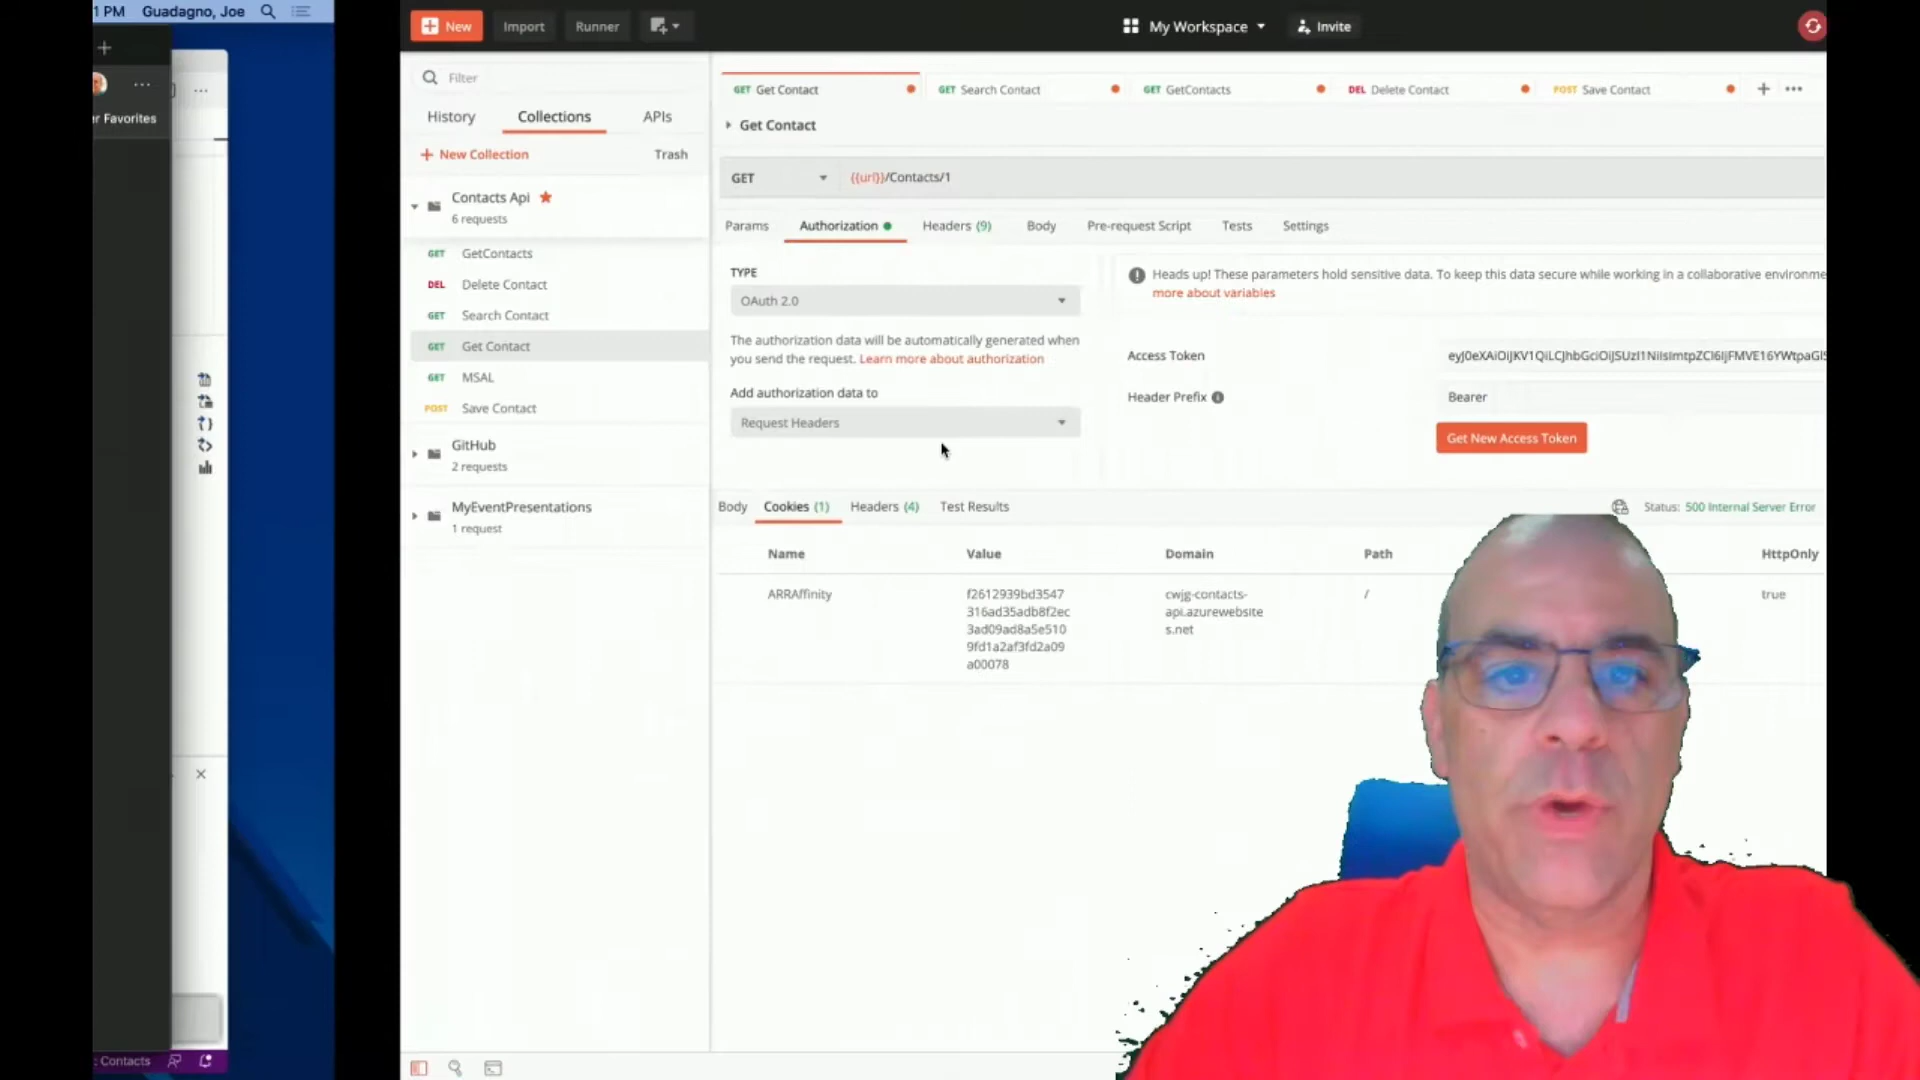 1 PM Guadagno, Joe
r Favorites
: Contacts
New Import Runner My Workspace Invite
Filter
History Collections APIs
+ New Collection Trash
Contacts Api
6 requests
GET GetContacts
DEL Delete Contact
GET Search Contact
GET Get Contact
GET MSAL
POST Save Contact
GitHub
2 requests
MyEventPresentations
1 request
GET Get Contact GET Search Contact GET GetContacts DEL Delete Contact POST Save Contact
Get Contact
GET {{url}}/Contacts/1
Params Authorization Headers (9) Body Pre-request Script Tests Settings
TYPE
OAuth 2.0
The authorization data will be automatically generated when
you send the request. Learn more about authorization
Add authorization data to
Request Headers
Heads up! These parameters hold sensitive data. To keep this data secure while working in a collaborative environme
more about variables
Access Token
Header Prefix Bearer
Get New Access Token
Body Cookies (1) Headers (4) Test Results Status: 500 Internal Server Error
Name Value Domain Path HttpOnly
ARRAffinity f2612939bd3547 cwjg-contacts- / true
316ad35adb8f2ec api.azurewebsite
3ad09ad8a5e510 s.net
9fd1a2af3fd2a09
a00078